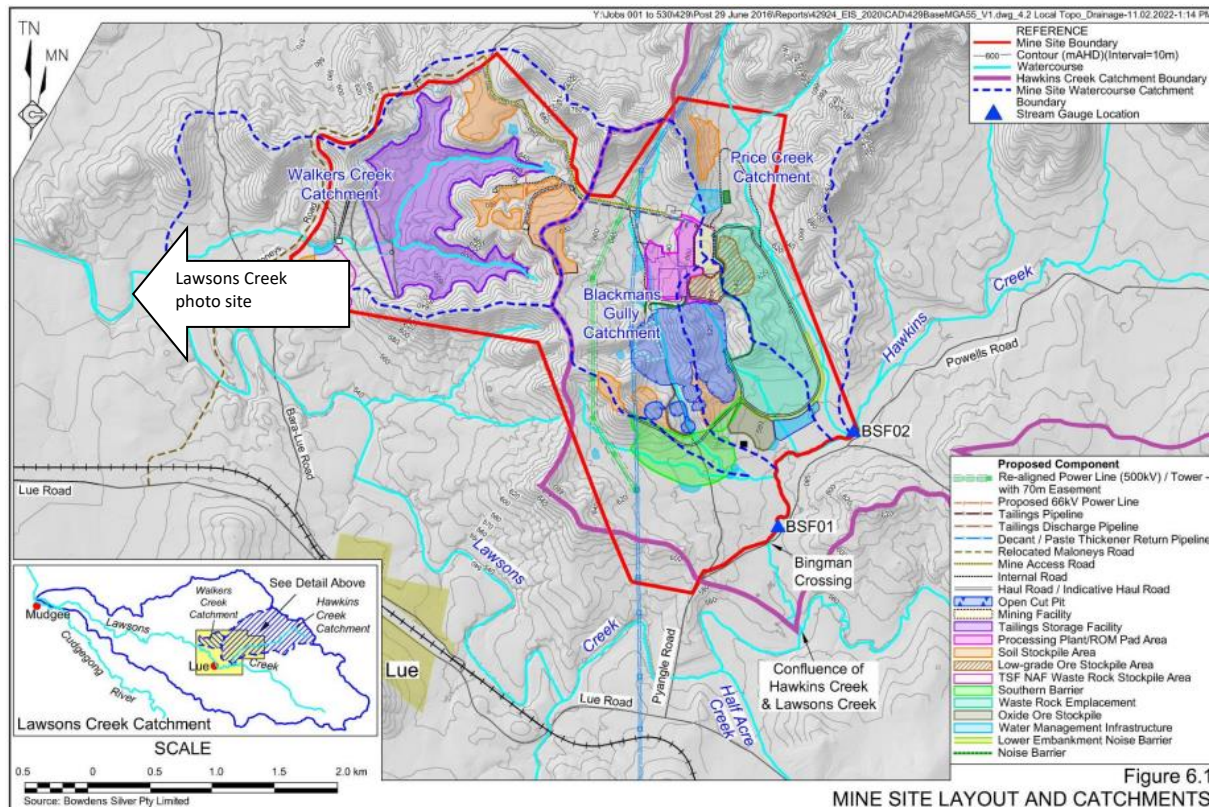 Y:\Jobs 001 to 530\429\Post 29 June 2016\Reports\42924_EIS_2020\CAD\429BaseMGA55_V1.dwg_4.2 Local Topo_Drainage-11.02.2022-1:14 PM
TN
MN
REFERENCE
Mine Site Boundary
600 Contour (mAHD)(Interval=10m)
Watercourse
Hawkins Creek Catchment Boundary
Mine Site Watercourse Catchment
Boundary
Stream Gauge Location
Walkers Creek
Catchment
Price Creek
Catchment
Road
Lawsons Creek
photo site
Blackmans
Gully
Catchment
Hawkins
Creek
Powells Road
Bara-Lue Road
Lue Road
BSF02
BSF01
Bingman
Crossing
Lawsons
Creek
Lue
Lue Road
Pyangle Road
Half Acre
Creek
Confluence of
Hawkins Creek
& Lawsons Creek
Proposed Component
Re-aligned Power Line (500kV) / Tower -
with 70m Easement
Proposed 66kV Power Line
Tailings Pipeline
Tailings Discharge Pipeline
Decant / Paste Thickener Return Pipeline
Relocated Maloneys Road
Mine Access Road
Internal Road
Haul Road / Indicative Haul Road
Open Cut Pit
Mining Facility
Tailings Storage Facility
Processing Plant/ROM Pad Area
Soil Stockpile Area
Low-grade Ore Stockpile Area
TSF NAF Waste Rock Stockpile Area
Southern Barrier
Waste Rock Emplacement
Oxide Ore Stockpile
Water Management Infrastructure
Lower Embankment Noise Barrier
Noise Barrier
See Detail Above
Walkers
Creek
Catchment
Hawkins
Creek
Catchment
Mudgee
Lawsons
Creek
Lue
Cudgegong
River
Lawsons Creek Catchment
SCALE
0.5 0 0.5 1.0 1.5 2.0 km
Source: Bowdens Silver Pty Limited
Figure 6.1
MINE SITE LAYOUT AND CATCHMENTS